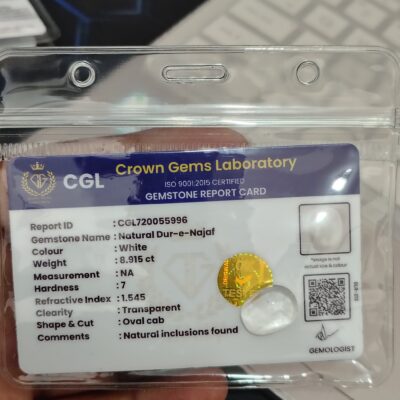 CGL
Crown Gems Laboratory
ISO 9001:2015 CERTIFIED
GEMSTONE REPORT CARD
Report ID : CGL720055996
Gemstone Name : Natural Dur-e-Najaf
Colour : White
Weight : 8.915 ct
Measurement : NA
Hardness : 7
Refractive Index : 1.545
Clarity : Transparent
Shape & Cut : Oval cab
Comments : Natural inclusions found
*Image is not
actual size & colour
GEMOLOGIST